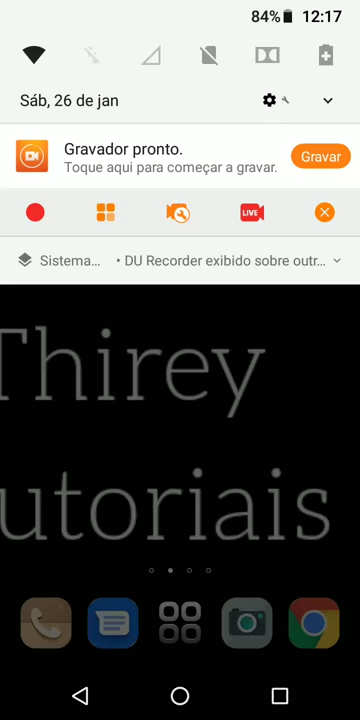 84% 12:17
Sáb, 26 de jan
Gravador pronto.
Toque aqui para começar a gravar.
Gravar
LIVE
Sistema... • DU Recorder exibido sobre outr...
Thirey
utoriais